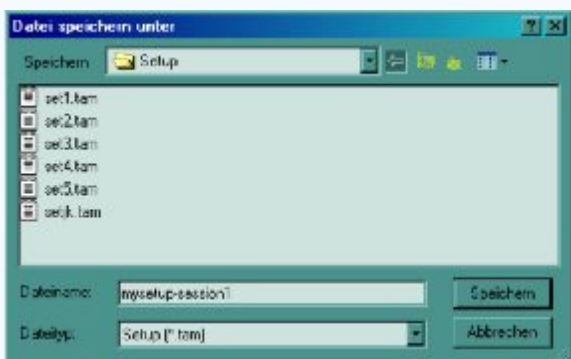 Datei speichern unter
Speichern
Setup
set1.tam
set2.tam
set3.tam
set4.tam
set5.tam
setjk.tam
Dateiname:
mysetup-session1
Speichern
Dateityp:
Setup (*.tam)
Abbrechen